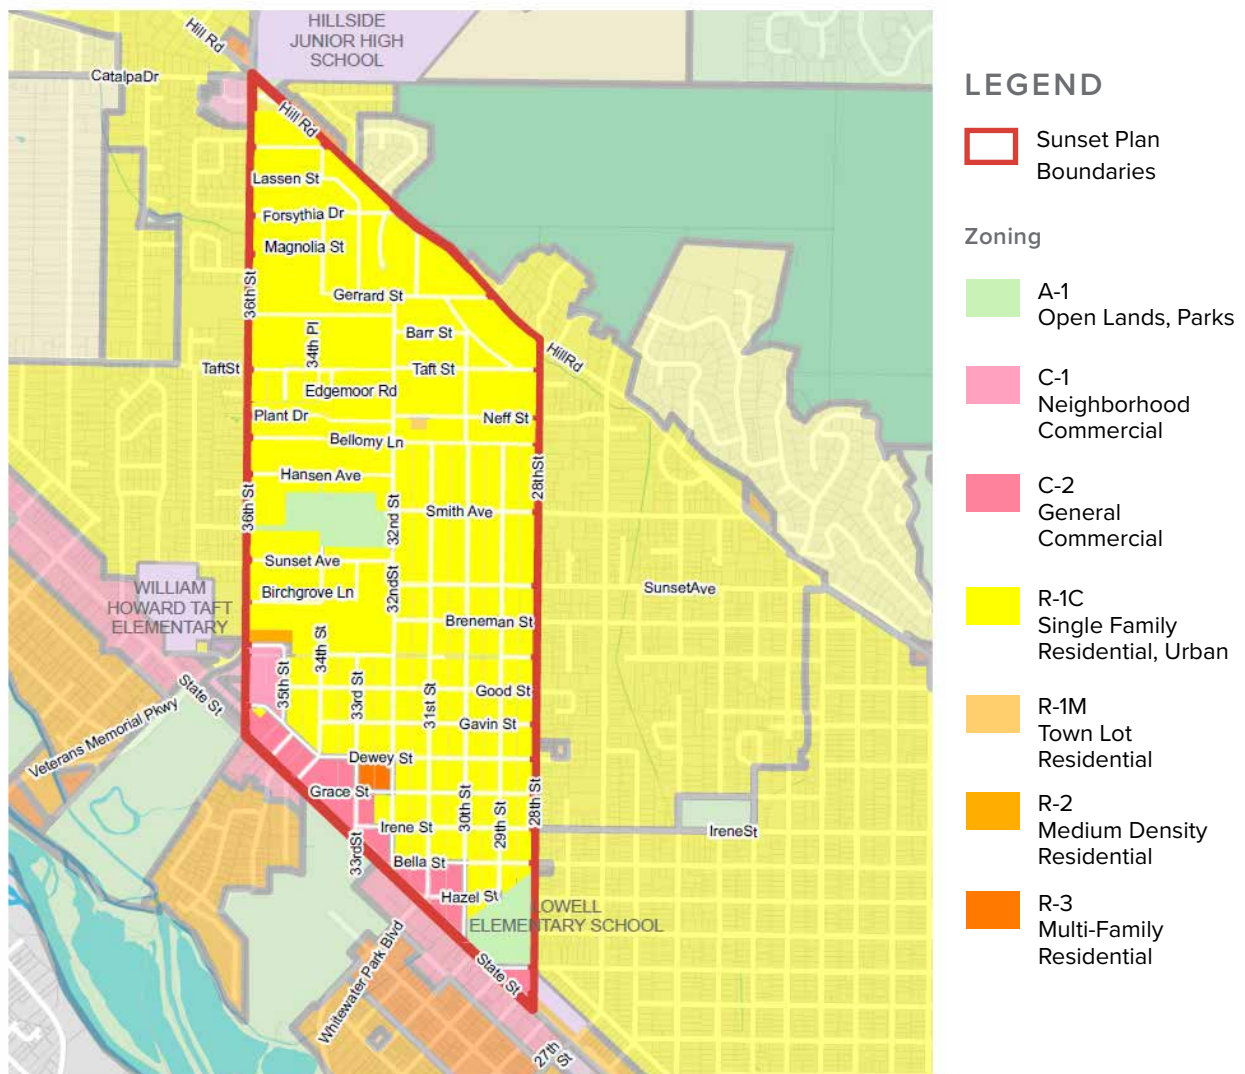 HILLSIDE
JUNIOR HIGH
SCHOOL
Hill Rd
CatalpaDr
Hill Rd
Lassen St
Forsythia Dr
Magnolia St
36th St
Gerrard St
34th Pl
Barr St
HillRd
TaftSt
Taft St
Edgemoor Rd
Plant Dr
Neff St
Bellomy Ln
Hansen Ave
28thSt
36th St
32nd St
Smith Ave
Sunset Ave
WILLIAM
HOWARD TAFT
ELEMENTARY
Birchgrove Ln
32ndSt
SunsetAve
Breneman St
34th St
35th St
33rd St
31st St
Good St
State St
Veterans Memorial Pkwy
Gavin St
Dewey St
Grace St
30th St
29th St
28th St
Irene St
IreneSt
33rdSt
Bella St
Hazel St
LOWELL
ELEMENTARY SCHOOL
Whitewater Park Blvd
State St
27th
St
LEGEND
Sunset Plan
Boundaries
Zoning
A-1
Open Lands, Parks
C-1
Neighborhood
Commercial
C-2
General
Commercial
R-1C
Single Family
Residential, Urban
R-1M
Town Lot
Residential
R-2
Medium Density
Residential
R-3
Multi-Family
Residential